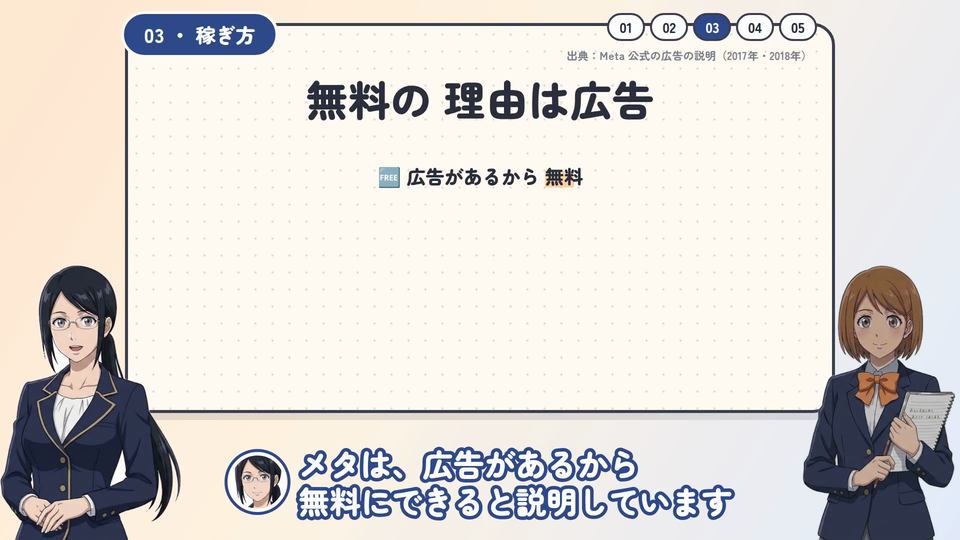 03 ・ 稼ぎ方
01 02 03 04 05
出典：Meta 公式の広告の説明（2017年・2018年）
無料の 理由は広告
FREE 広告があるから 無料
メタは、広告があるから
無料にできると説明しています